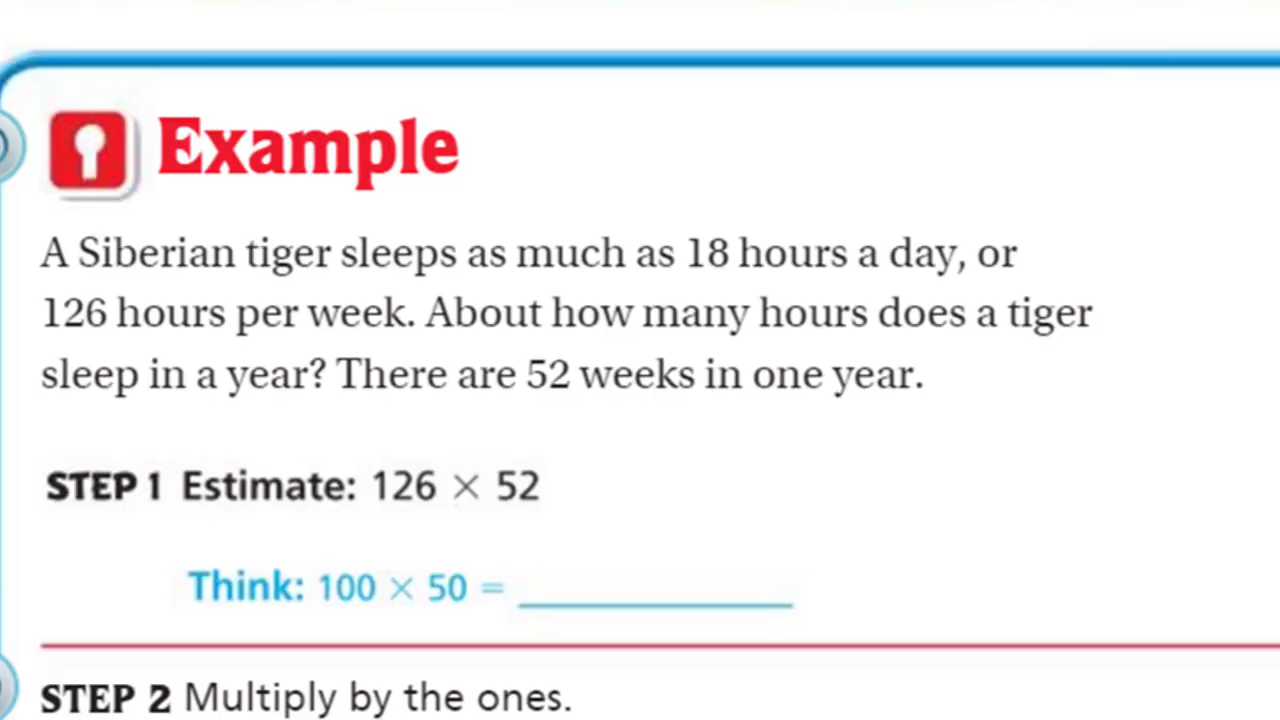 Example
A Siberian tiger sleeps as much as 18 hours a day, or
126 hours per week. About how many hours does a tiger
sleep in a year? There are 52 weeks in one year.
STEP 1 Estimate: 126 × 52
Think: 100 × 50 = __________
STEP 2 Multiply by the ones.